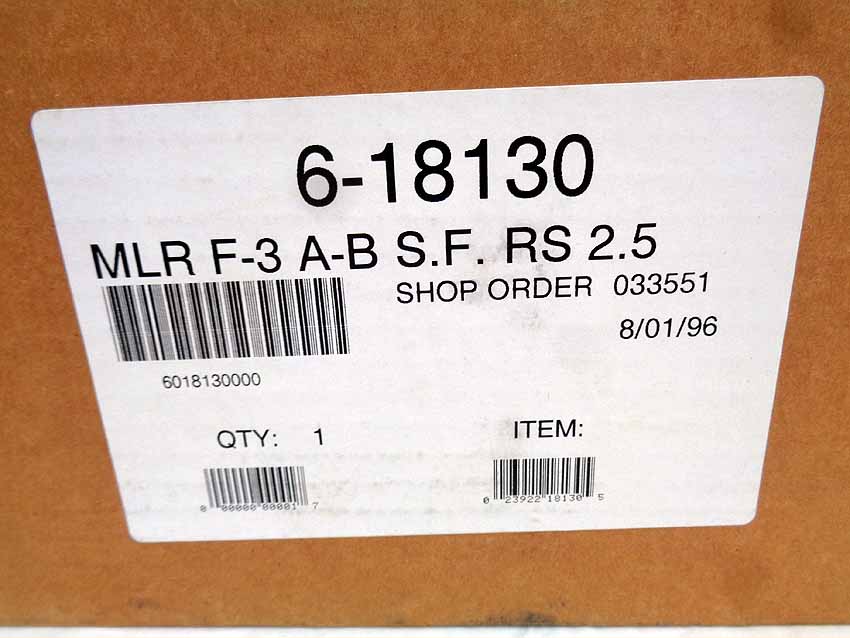 6-18130
MLR F-3 A-B S.F. RS 2.5
SHOP ORDER 033551
8/01/96
6018130000
QTY: 1
ITEM:
0 00000 00001 7
0 23922 18130 5